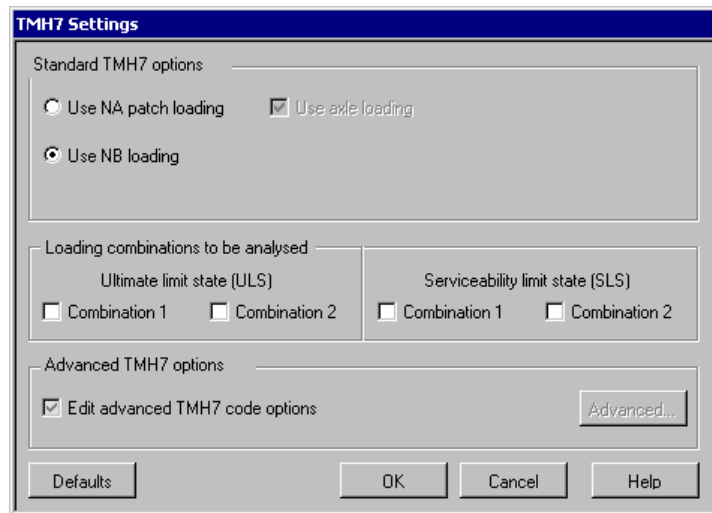 TMH7 Settings
Standard TMH7 options
Use NA patch loading Use axle loading
Use NB loading
Loading combinations to be analysed
Ultimate limit state (ULS) Serviceability limit state (SLS)
Combination 1 Combination 2 Combination 1 Combination 2
Advanced TMH7 options
Edit advanced TMH7 code options Advanced...
Defaults OK Cancel Help